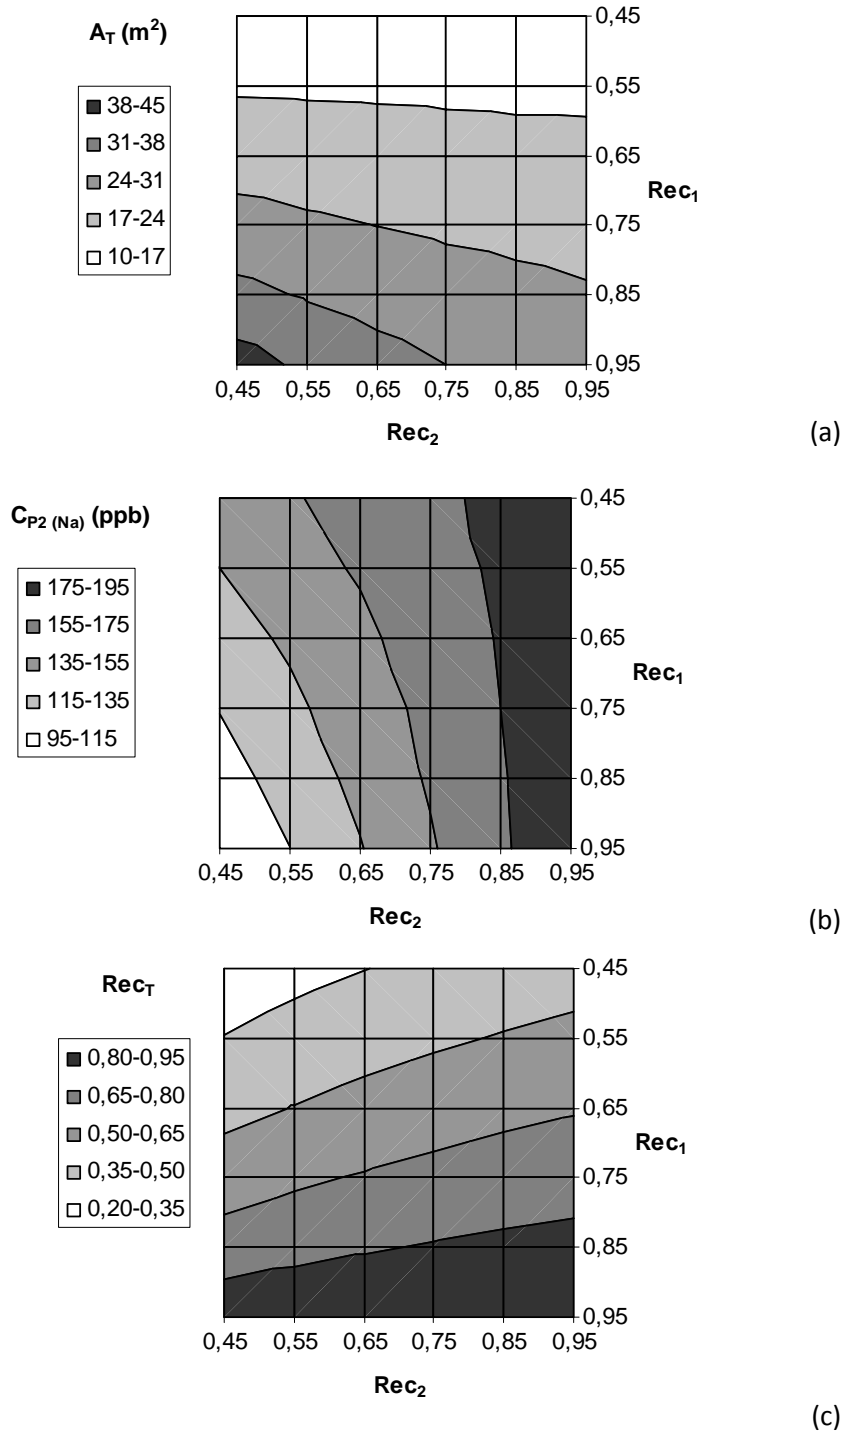 A_T (m²)
38-45
31-38
24-31
17-24
10-17
0,45
0,55
0,65
0,75
0,85
0,95
Rec₁
0,45 0,55 0,65 0,75 0,85 0,95
Rec₂
(a)
C_P2 (Na) (ppb)
175-195
155-175
135-155
115-135
95-115
0,45
0,55
0,65
0,75
0,85
0,95
Rec₁
0,45 0,55 0,65 0,75 0,85 0,95
Rec₂
(b)
Rec_T
0,80-0,95
0,65-0,80
0,50-0,65
0,35-0,50
0,20-0,35
0,45
0,55
0,65
0,75
0,85
0,95
Rec₁
0,45 0,55 0,65 0,75 0,85 0,95
Rec₂
(c)